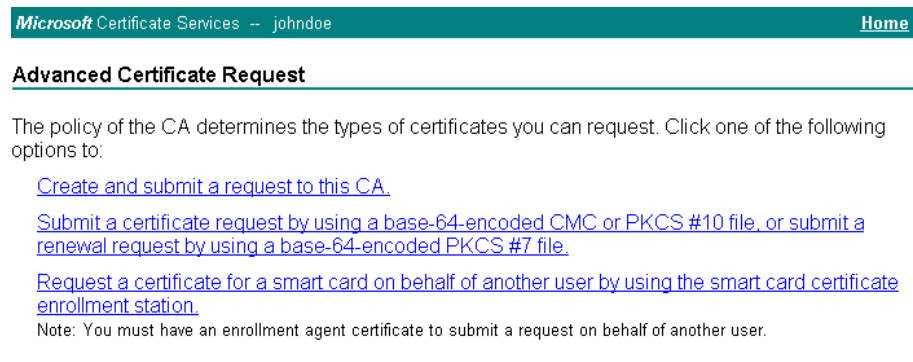 Microsoft Certificate Services -- johndoe Home
Advanced Certificate Request
The policy of the CA determines the types of certificates you can request. Click one of the following
options to:
Create and submit a request to this CA.
Submit a certificate request by using a base-64-encoded CMC or PKCS #10 file, or submit a
renewal request by using a base-64-encoded PKCS #7 file.
Request a certificate for a smart card on behalf of another user by using the smart card certificate
enrollment station.
Note: You must have an enrollment agent certificate to submit a request on behalf of another user.